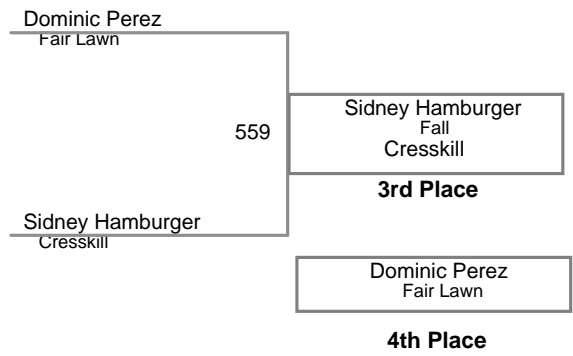 Dominic Perez
Fair Lawn
559
Sidney Hamburger
Fall
Cresskill
3rd Place
Sidney Hamburger
Cresskill
Dominic Perez
Fair Lawn
4th Place